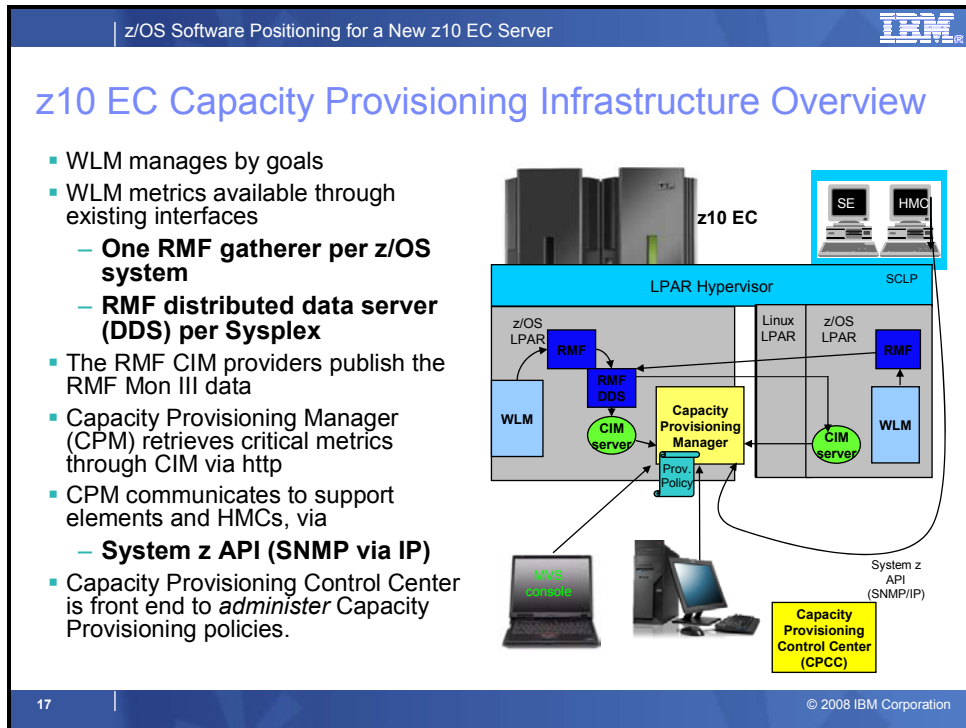 z/OS Software Positioning for a New z10 EC Server
IBM®
z10 EC Capacity Provisioning Infrastructure Overview
▪ WLM manages by goals
▪ WLM metrics available through
existing interfaces
– One RMF gatherer per z/OS
system
– RMF distributed data server
(DDS) per Sysplex
▪ The RMF CIM providers publish the
RMF Mon III data
▪ Capacity Provisioning Manager
(CPM) retrieves critical metrics
through CIM via http
▪ CPM communicates to support
elements and HMCs, via
– System z API (SNMP via IP)
▪ Capacity Provisioning Control Center
is front end to administer Capacity
Provisioning policies.
z10 EC
SE
HMC
LPAR Hypervisor
SCLP
z/OS
LPAR
RMF
RMF
DDS
WLM
CIM
server
Capacity
Provisioning
Manager
Prov.
Policy
Linux
LPAR
z/OS
LPAR
RMF
WLM
CIM
server
MVS
console
System z
API
(SNMP/IP)
Capacity
Provisioning
Control Center
(CPCC)
17
© 2008 IBM Corporation